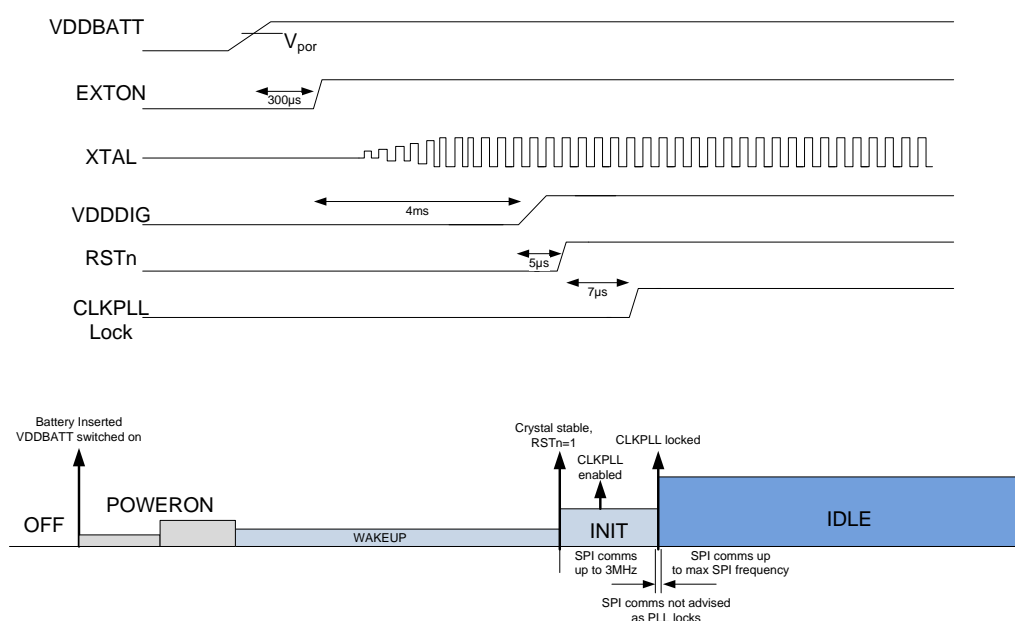 VDDBATT
Vpor
EXTON
300µs
XTAL
4ms
VDDDIG
RSTn
5µs
7µs
CLKPLL
Lock
Battery Inserted
VDDBATT switched on
Crystal stable,
RSTn=1
CLKPLL locked
CLKPLL
enabled
POWERON
OFF
WAKEUP
INIT
IDLE
SPI comms
up to 3MHz
SPI comms up
to max SPI frequency
SPI comms not advised
as PLL locks